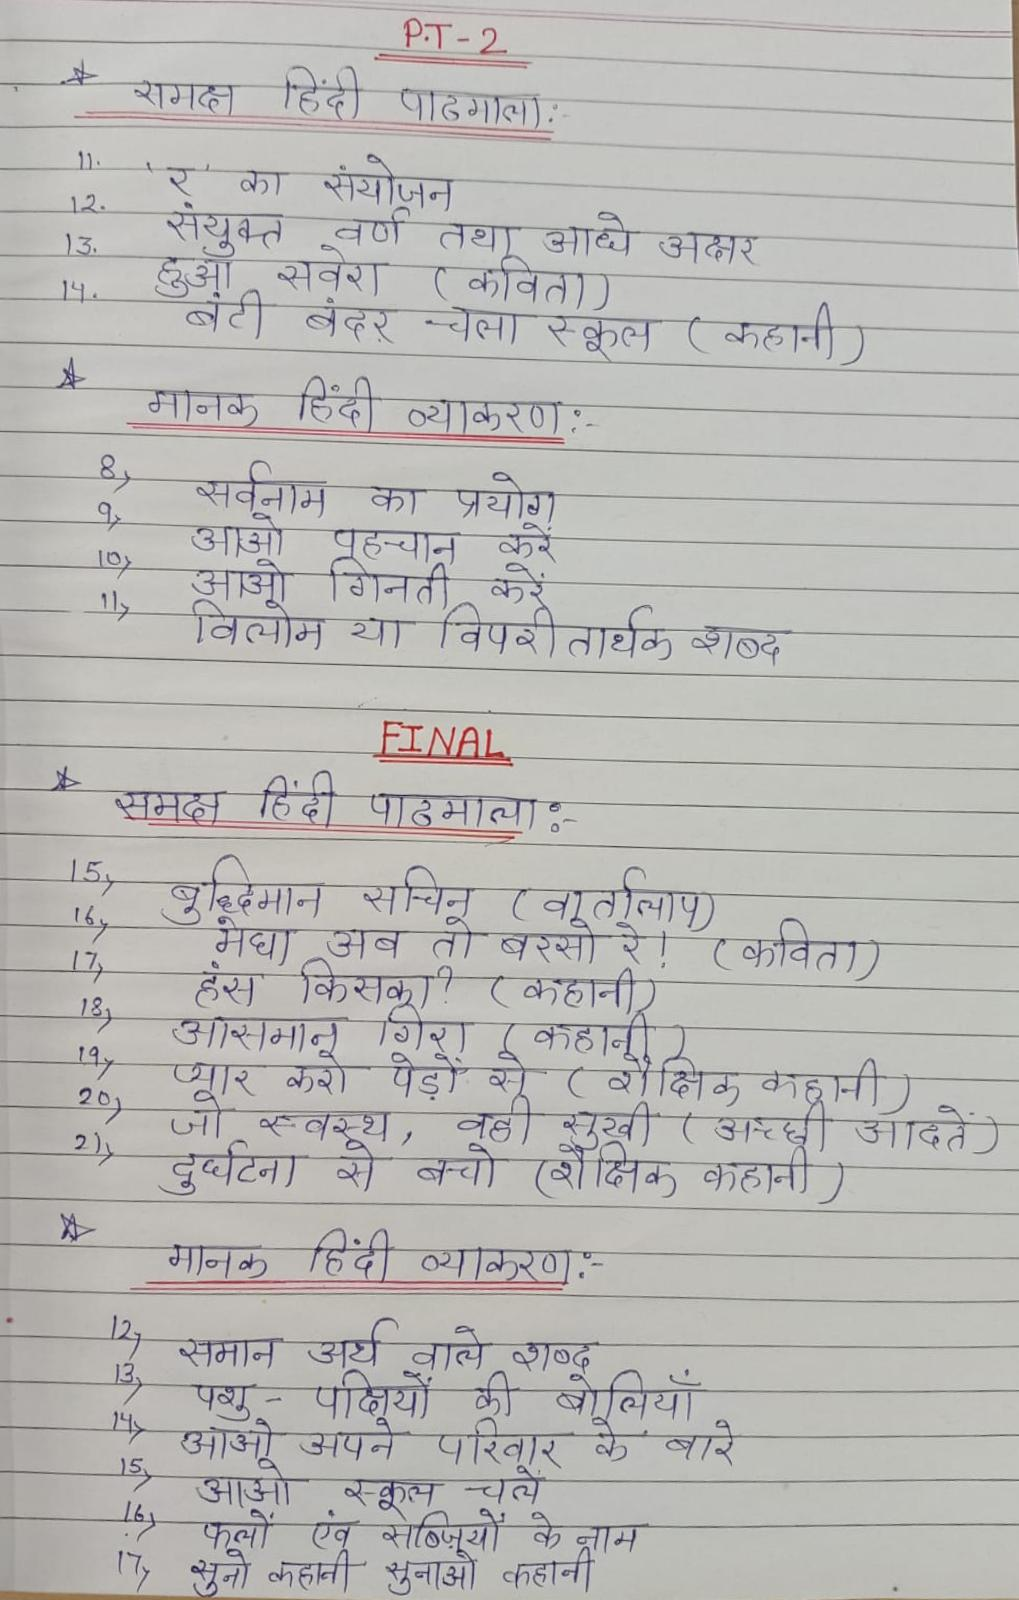 P.T-2
★ समक्ष हिंदी पाठमाला:-
11. 'र' का संयोजन
12. संयुक्त वर्ण तथा आधे अक्षर
13. हुआ सवेरा (कविता)
14. बंटी बंदर चला स्कूल (कहानी)
★ मानक हिंदी व्याकरण:-
8, सर्वनाम का प्रयोग
9, आओ पहचान करें
10, आओ गिनती करें
11, विलोम या विपरीतार्थक शब्द
FINAL
★ समक्ष हिंदी पाठमाला:-
15, बुद्धिमान सचिन (वार्तालाप)
16, मेघा अब तो बरसो रे! (कविता)
17, हंस किसका? (कहानी)
18, आसमान गिरा (कहानी)
19, प्यार करो पेड़ों से (शैक्षिक कहानी)
20, जो स्वस्थ, वही सुखी (अच्छी आदतें)
21, दुर्घटना से बचो (शैक्षिक कहानी)
★ मानक हिंदी व्याकरण:-
12, समान अर्थ वाले शब्द
13, पशु - पक्षियों की बोलियाँ
14, आओ अपने परिवार के बारे
15, आओ स्कूल चलें
16, फलों एंव सब्ज़ियों के नाम
17, सुनो कहानी सुनाओ कहानी